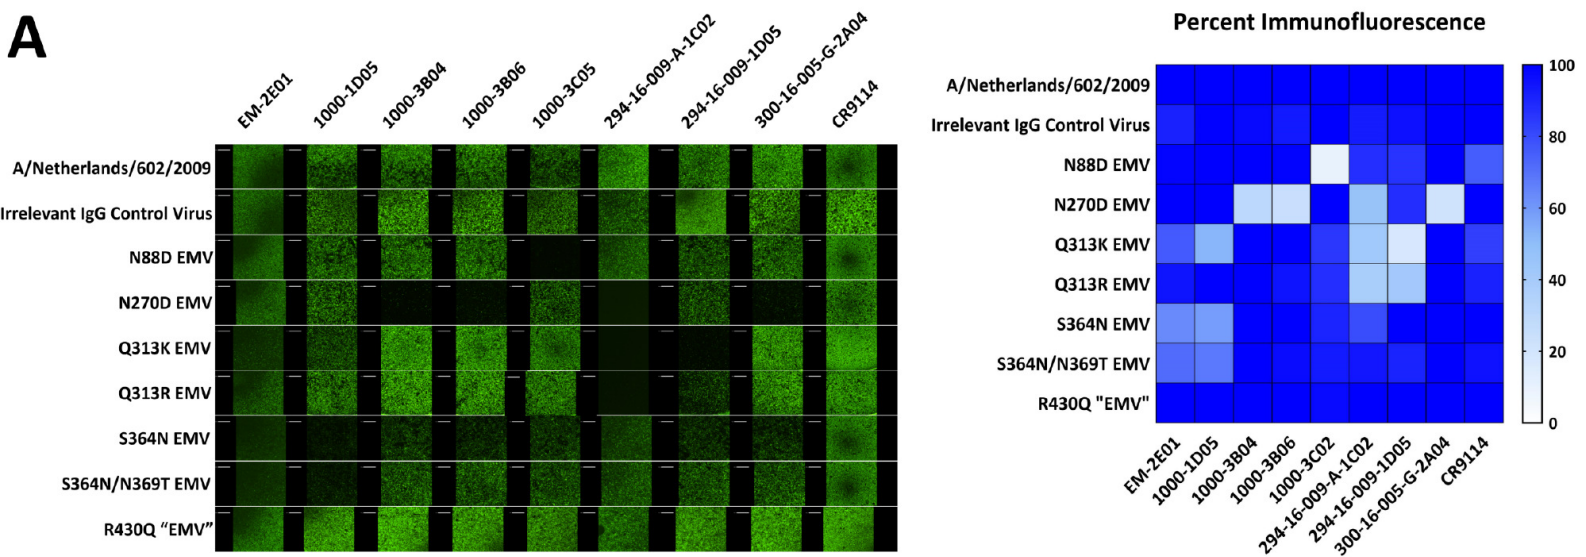 A
EM-2E01
1000-1D05
1000-3B04
1000-3B06
1000-3C05
294-16-009-A-1C02
294-16-009-1D05
300-16-005-G-2A04
CR9114
A/Netherlands/602/2009
Irrelevant IgG Control Virus
N88D EMV
N270D EMV
Q313K EMV
Q313R EMV
S364N EMV
S364N/N369T EMV
R430Q “EMV”
Percent Immunofluorescence
A/Netherlands/602/2009
Irrelevant IgG Control Virus
N88D EMV
N270D EMV
Q313K EMV
Q313R EMV
S364N EMV
S364N/N369T EMV
R430Q "EMV"
EM-2E01
1000-1D05
1000-3B04
1000-3B06
1000-3C02
294-16-009-A-1C02
294-16-009-1D05
300-16-005-G-2A04
CR9114
100
80
60
40
20
0